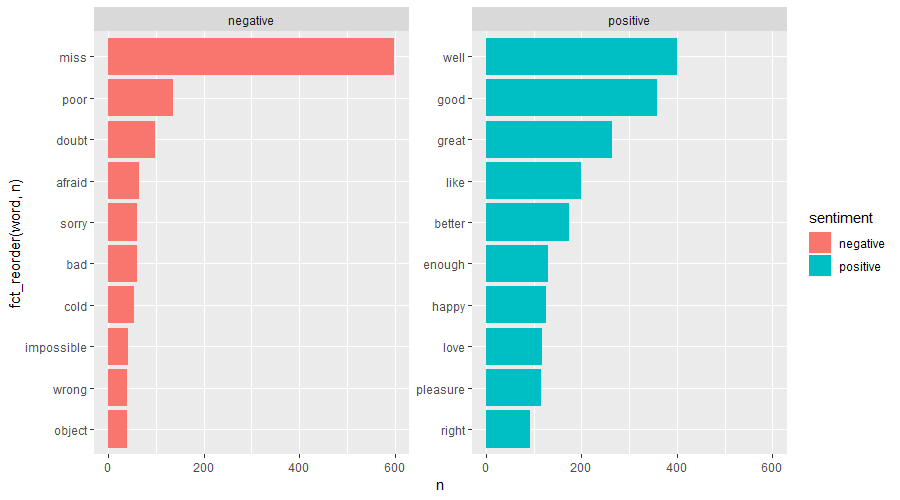 negative
positive
fct_reorder(word, n)
miss
poor
doubt
afraid
sorry
bad
cold
impossible
wrong
object
0
200
400
600
well
good
great
like
better
enough
happy
love
pleasure
right
0
200
400
600
n
sentiment
negative
positive